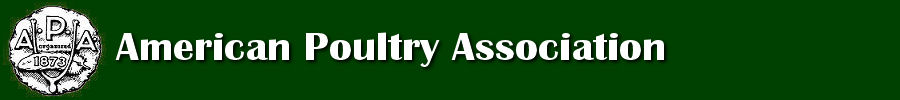 A.P.A
organized
1873
American Poultry Association